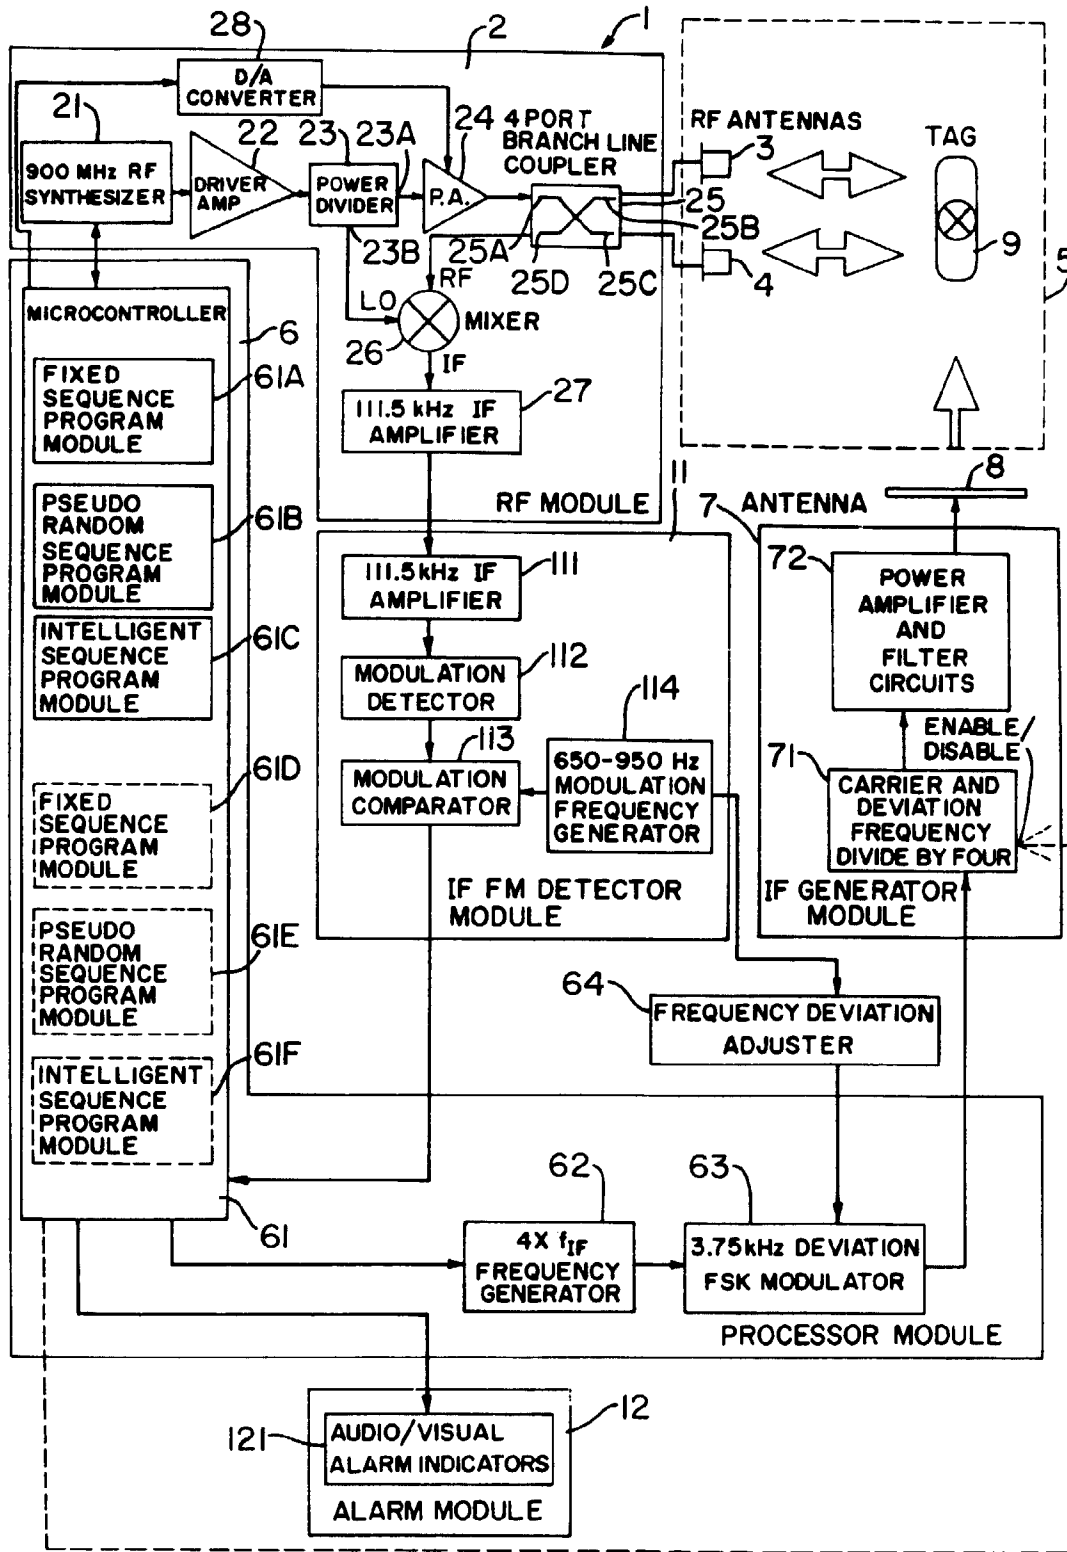 28
2
1
D/A
CONVERTER
21
22
23
23A
24
4 PORT
BRANCH LINE
COUPLER
RF ANTENNAS
3
TAG
900 MHz RF
SYNTHESIZER
DRIVER
AMP
POWER
DIVIDER
P.A.
25
25B
23B
25A
25D
25C
4
9
5
RF
LO
MIXER
26
IF
MICROCONTROLLER
6
61A
FIXED
SEQUENCE
PROGRAM
MODULE
111.5 kHz IF
AMPLIFIER
27
RF MODULE
11
8
7
ANTENNA
PSEUDO
RANDOM
SEQUENCE
PROGRAM
MODULE
61B
111.5 kHz IF
AMPLIFIER
111
72
POWER
AMPLIFIER
AND
FILTER
CIRCUITS
INTELLIGENT
SEQUENCE
PROGRAM
MODULE
61C
MODULATION
DETECTOR
112
114
113
ENABLE/
DISABLE
71
61D
FIXED
SEQUENCE
PROGRAM
MODULE
MODULATION
COMPARATOR
650-950 Hz
MODULATION
FREQUENCY
GENERATOR
CARRIER AND
DEVIATION
FREQUENCY
DIVIDE BY FOUR
IF FM DETECTOR
MODULE
IF GENERATOR
MODULE
PSEUDO
RANDOM
SEQUENCE
PROGRAM
MODULE
61E
64
FREQUENCY DEVIATION
ADJUSTER
61F
INTELLIGENT
SEQUENCE
PROGRAM
MODULE
61
62
63
4X fIF
FREQUENCY
GENERATOR
3.75 kHz DEVIATION
FSK MODULATOR
PROCESSOR MODULE
12
121
AUDIO/VISUAL
ALARM INDICATORS
ALARM MODULE